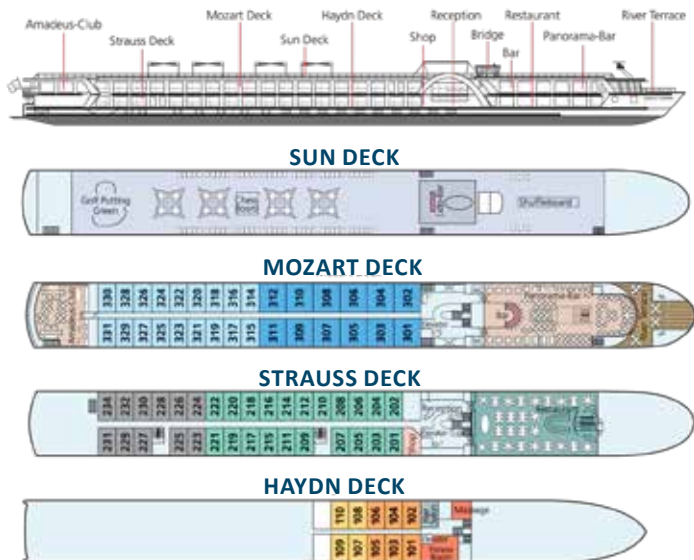 Amadeus-Club
Strauss Deck
Mozart Deck
Sun Deck
Haydn Deck
Shop
Reception
Bridge
Bar
Restaurant
Panorama-Bar
River Terrace
SUN DECK
Golf Putting
Green
Chess
Board
Shuffleboard
MOZART DECK
330 328 326 324 322 320 318 316 314 312 310 308 306 304 302
331 329 327 325 323 321 319 317 315 311 309 307 305 303 301
Panorama-Bar
Bar
STRAUSS DECK
234 232 230 228 226 224 222 220 218 216 214 212 210 208 206 204 202
231 229 227 225 223 221 219 217 215 211 209 207 205 203 201
Shop
HAYDN DECK
110 108 106 104 102
109 107 105 103 101
Massage
Fitness
Room